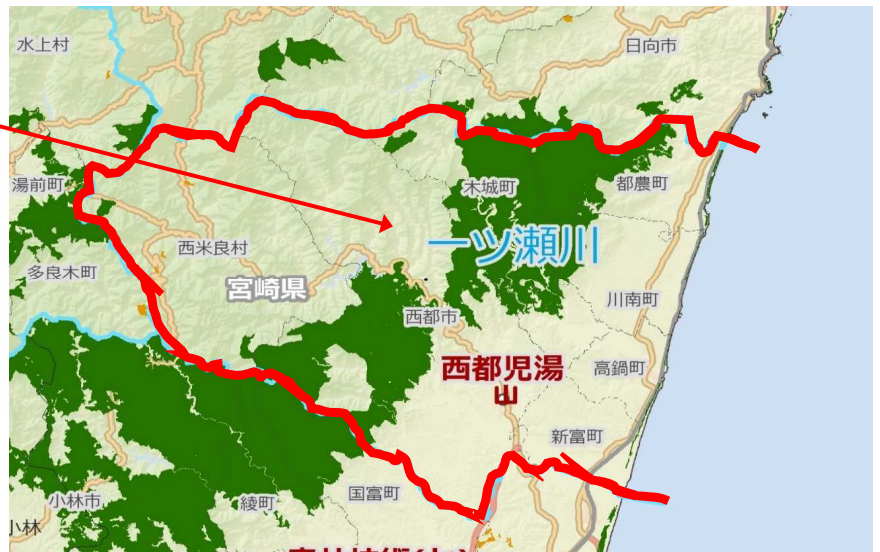 水上村
日向市
湯前町
木城町
都農町
西米良村
一ツ瀬川
多良木町
宮崎県
川南町
西都市
西都児湯
高鍋町
山
新富町
国富町
小林市
綾町
小林